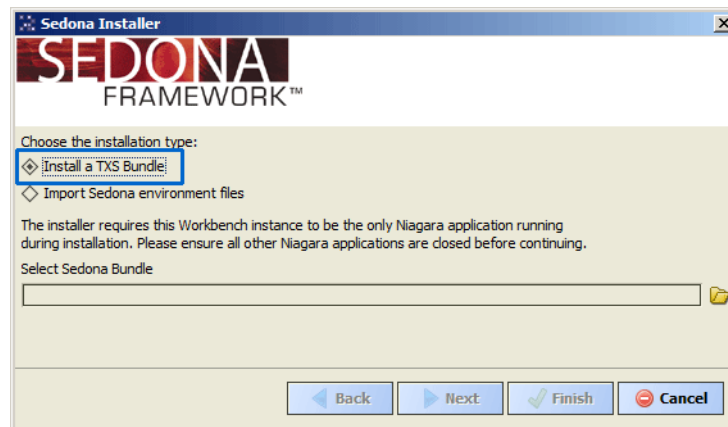 Sedona Installer
SEDONA
FRAMEWORK™
Choose the installation type:
Install a TXS Bundle
Import Sedona environment files
The installer requires this Workbench instance to be the only Niagara application running
during installation. Please ensure all other Niagara applications are closed before continuing.
Select Sedona Bundle
Back Next Finish Cancel